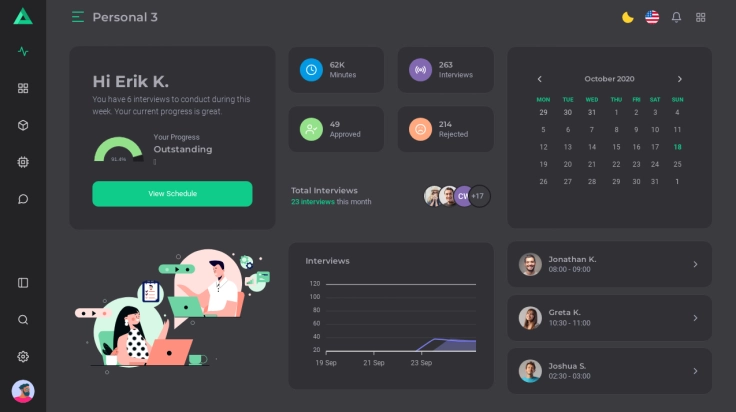 Personal 3
Hi Erik K.
You have 6 interviews to conduct during this
week. Your current progress is great.
91.4%
Your Progress
Outstanding
View Schedule
62K
Minutes
263
Interviews
49
Approved
214
Rejected
Total Interviews
23 interviews this month
CW
+17
October 2020
MON TUE WED THU FRI SAT SUN
29 30 31 1 2 3 4
5 6 7 8 9 10 11
12 13 14 15 16 17 18
19 20 21 22 23 24 25
26 27 28 29 30 31 1
Interviews
120
100
80
60
40
20
19 Sep 21 Sep 23 Sep
Jonathan K.
08:00 - 09:00
Greta K.
10:30 - 11:00
Joshua S.
02:30 - 03:00